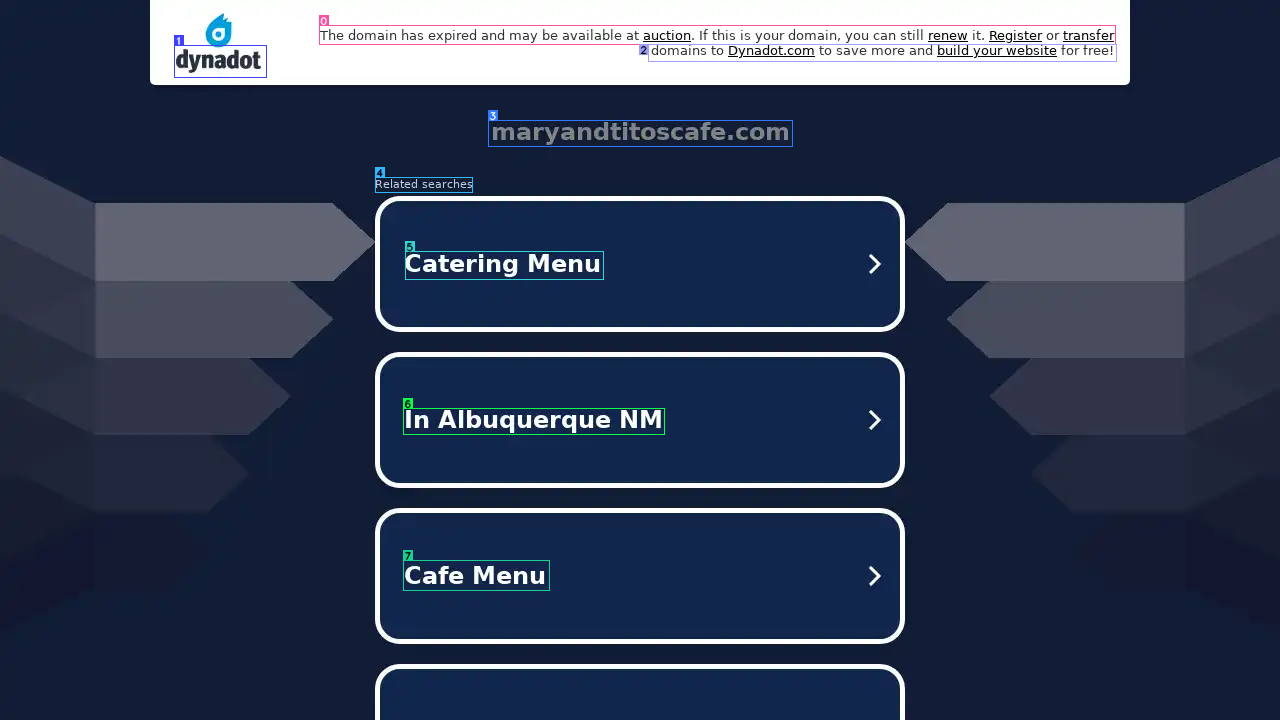 The domain has expired and may be available at auction. If this is your domain, you can still renew it. Register or transfer
domains to Dynadot.com to save more and build your website for free!
dynadot
maryandtitoscafe.com
Related searches
Catering Menu
In Albuquerque NM
Cafe Menu
0
1
2
3
4
5
6
7